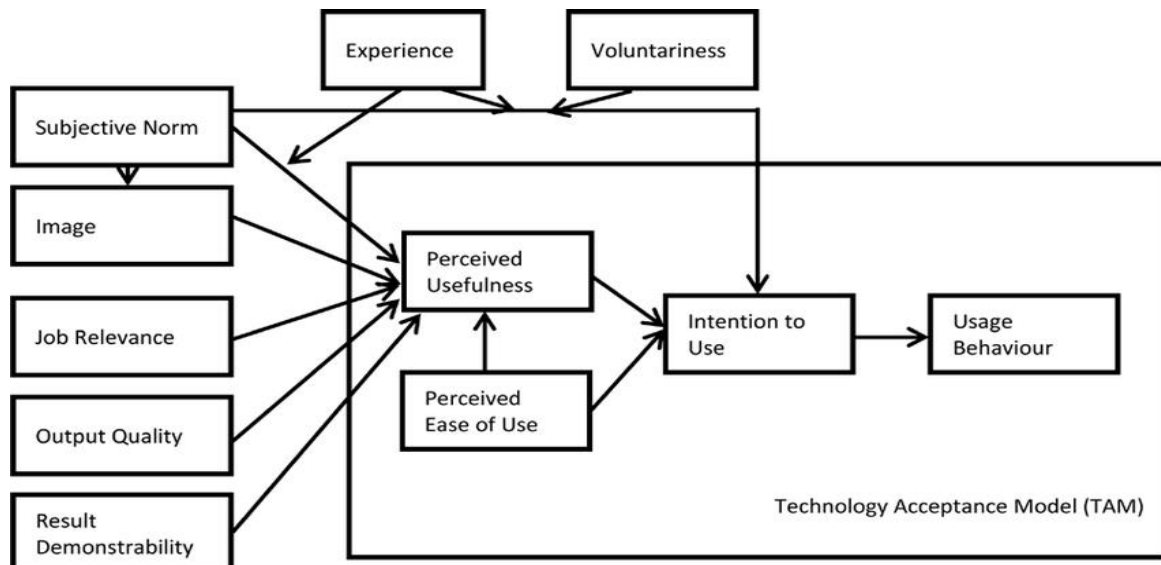 Experience
Voluntariness
Subjective Norm
Image
Perceived
Usefulness
Job Relevance
Intention to
Use
Usage
Behaviour
Perceived
Ease of Use
Output Quality
Technology Acceptance Model (TAM)
Result
Demonstrability